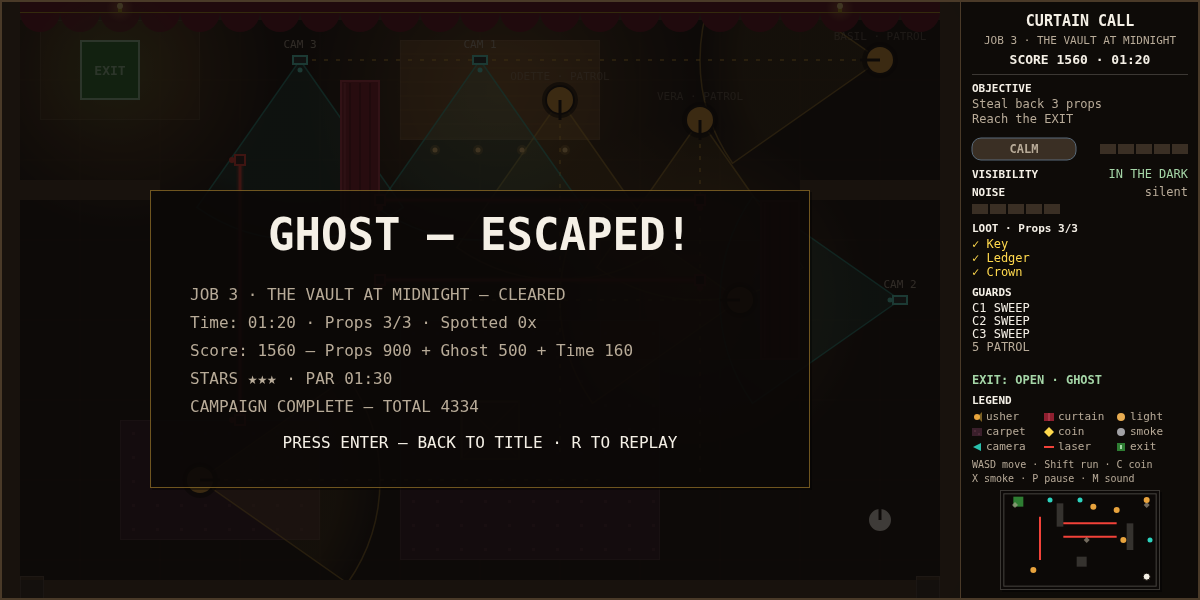 CAM 3
CAM 1
BASIL · PATROL
EXIT
ODETTE · PATROL
VERA · PATROL
CAM 2
GHOST — ESCAPED!
JOB 3 · THE VAULT AT MIDNIGHT — CLEARED
Time: 01:20 · Props 3/3 · Spotted 0x
Score: 1560 — Props 900 + Ghost 500 + Time 160
STARS ★★★ · PAR 01:30
CAMPAIGN COMPLETE — TOTAL 4334
PRESS ENTER — BACK TO TITLE · R TO REPLAY
CURTAIN CALL
JOB 3 · THE VAULT AT MIDNIGHT
SCORE 1560 · 01:20
OBJECTIVE
Steal back 3 props
Reach the EXIT
CALM
VISIBILITY IN THE DARK
NOISE silent
LOOT · Props 3/3
✓ Key
✓ Ledger
✓ Crown
GUARDS
C1 SWEEP
C2 SWEEP
C3 SWEEP
5 PATROL
EXIT: OPEN · GHOST
LEGEND
usher curtain light
carpet coin smoke
camera laser exit
WASD move · Shift run · C coin
X smoke · P pause · M sound